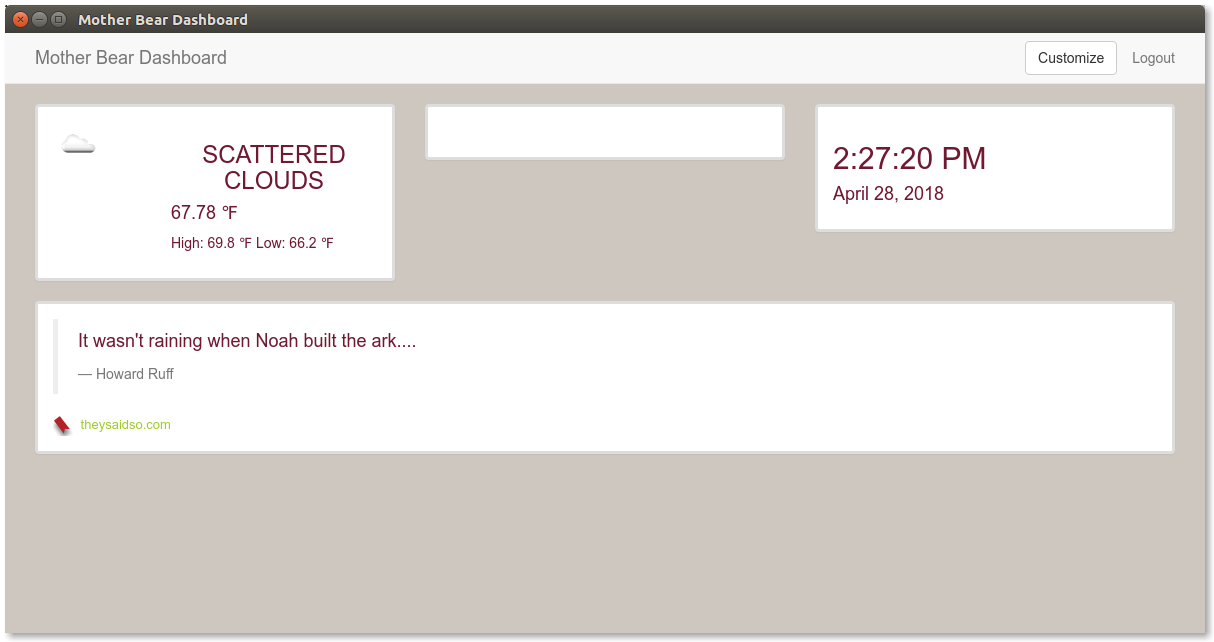 Mother Bear Dashboard
Mother Bear Dashboard
Customize
Logout
SCATTERED
CLOUDS
67.78 ℉
High: 69.8 ℉ Low: 66.2 ℉
2:27:20 PM
April 28, 2018
It wasn't raining when Noah built the ark....
— Howard Ruff
theysaidso.com